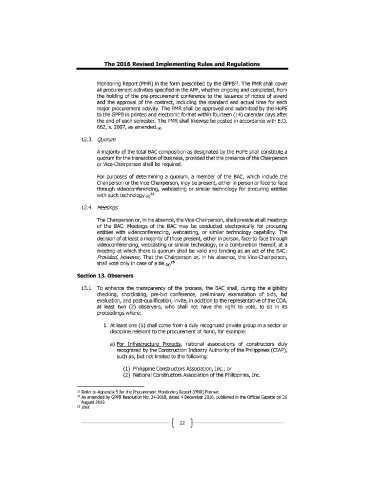 The 2016 Revised Implementing Rules and Regulations
Monitoring Report (PMR) in the form prescribed by the GPPB²². The PMR shall cover
all procurement activities specified in the APP, whether ongoing and completed, from
the holding of the pre-procurement conference to the issuance of notice of award
and the approval of contract, including the standard and actual time for each
major procurement activity. The PMR shall be approved and submitted by the HoPE
to the GPPB in printed and electronic format within fourteen (14) calendar days after
the end of each semester. The PMR shall likewise be posted in accordance with E.O.
662, s. 2007, as amended.
12.3. Quorum
A majority of the total BAC composition as designated by the HoPE shall constitute a
quorum for the transaction of business, provided that the presence of the Chairperson
or Vice-Chairperson shall be required.
For purposes of determining a quorum, a member of the BAC, which include the
Chairperson or the Vice Chairperson, may be present, either in person or face-to-face
through videoconferencing, webcasting or similar technology for procuring entities
with such technology.
12.4. Meetings
The Chairperson or, in his absence, the Vice-Chairperson, shall preside at all meetings
of the BAC. Meetings of the BAC may be conducted electronically for procuring
entities with videoconferencing, webcasting, or similar technology capability. The
decision of at least a majority of those present, either in person, face-to-face through
videoconferencing, webcasting or similar technology, or a combination thereof, at a
meeting at which there is quorum shall be valid and binding as an act of the BAC:
Provided, however, That the Chairperson or, in his absence, the Vice-Chairperson,
shall vote only in case of a tie.
Section 13. Observers
13.1. To enhance the transparency of the process, the BAC shall, during the eligibility
checking, shortlisting, pre-bid conference, preliminary examination of bids, bid
evaluation, and post-qualification, invite, in addition to the representative of the COA,
at least two (2) observers, who shall not have the right to vote, to sit in its
proceedings where:
1. At least one (1) shall come from a duly recognized private group in a sector or
discipline relevant to the procurement at hand, for example:
a) For Infrastructure Projects, national associations of constructors duly
recognized by the Construction Industry Authority of the Philippines (CIAP),
such as, but not limited to the following:
(1) Philippine Constructors Association, Inc.; or
(2) National Constructors Association of the Philippines, Inc.
Refer to Appendix 5 for the Procurement Monitoring Report (PMR) Format.
As amended by GPPB Resolution No. 24-2018, dated 4 December 2018, published in the Official Gazette on 26
August 2019.
Ibid.
22